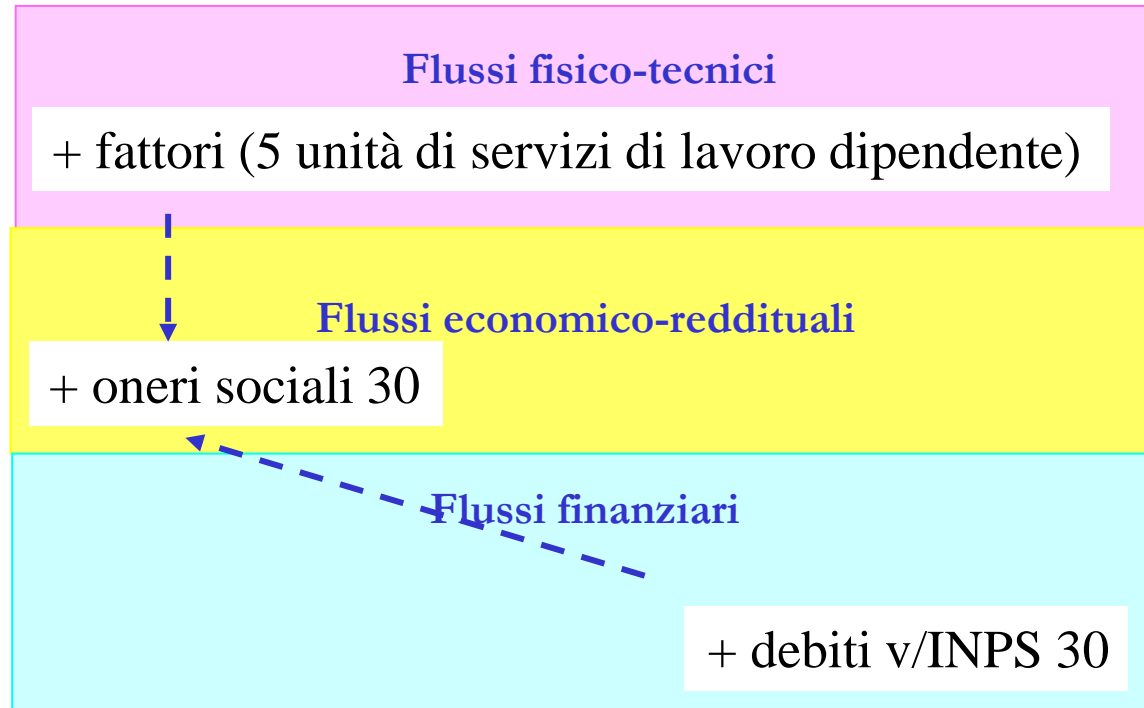 Flussi fisico-tecnici
+ fattori (5 unità di servizi di lavoro dipendente)
Flussi economico-reddituali
+ oneri sociali 30
Flussi finanziari
+ debiti v/INPS 30